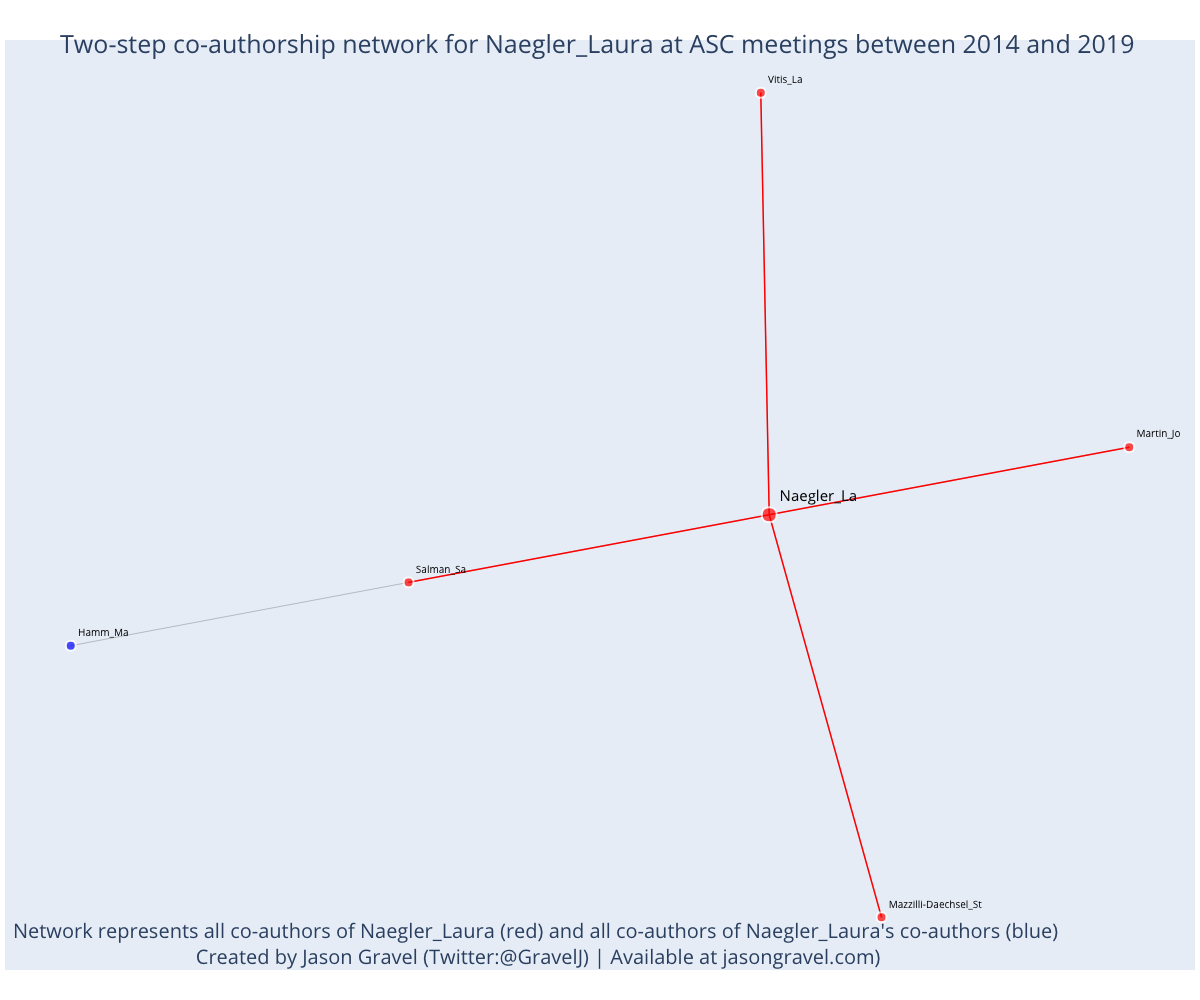 Two-step co-authorship network for Naegler_Laura at ASC meetings between 2014 and 2019
Vitis_La
Martin_Jo
Naegler_La
Salman_Sa
Hamm_Ma
Mazzilli-Daechsel_St
Network represents all co-authors of Naegler_Laura (red) and all co-authors of Naegler_Laura's co-authors (blue)
Created by Jason Gravel (Twitter:@GravelJ) | Available at jasongravel.com)